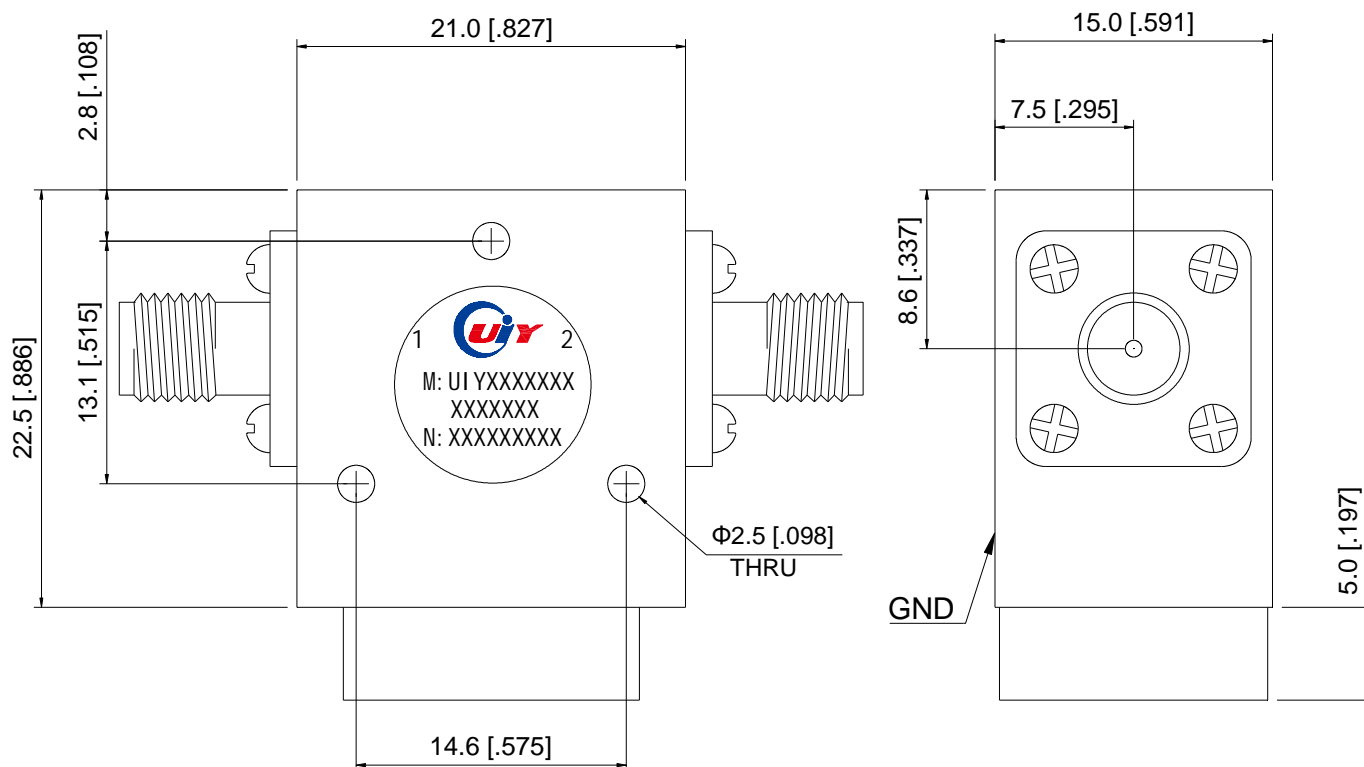 21.0 [.827]
15.0 [.591]
2.8 [.108]
7.5 [.295]
8.6 [.337]
22.5 [.886]
13.1 [.515]
1
UIY
2
M: UIYXXXXXXX
XXXXXXX
N: XXXXXXXXX
Φ2.5 [.098]
THRU
GND
5.0 [.197]
14.6 [.575]